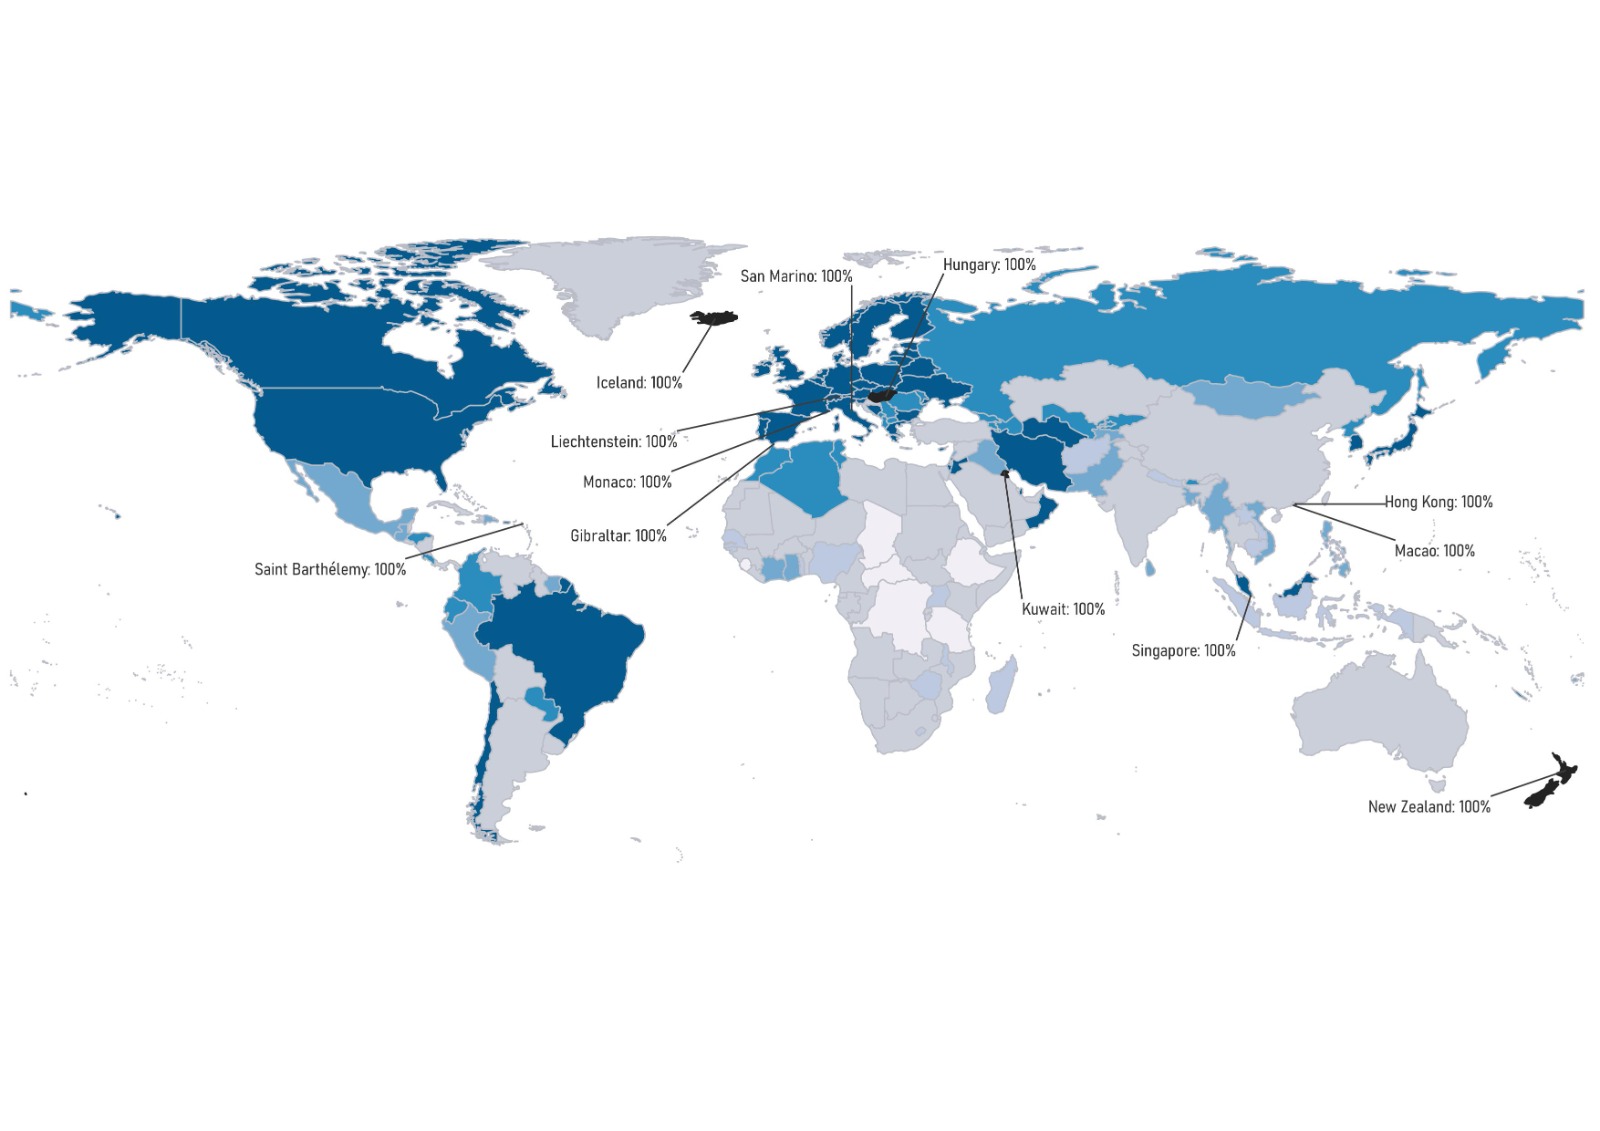 San Marino: 100%
Hungary: 100%
Iceland: 100%
Liechtenstein: 100%
Monaco: 100%
Gibraltar: 100%
Saint Barthélemy: 100%
Hong Kong: 100%
Macao: 100%
Kuwait: 100%
Singapore: 100%
New Zealand: 100%